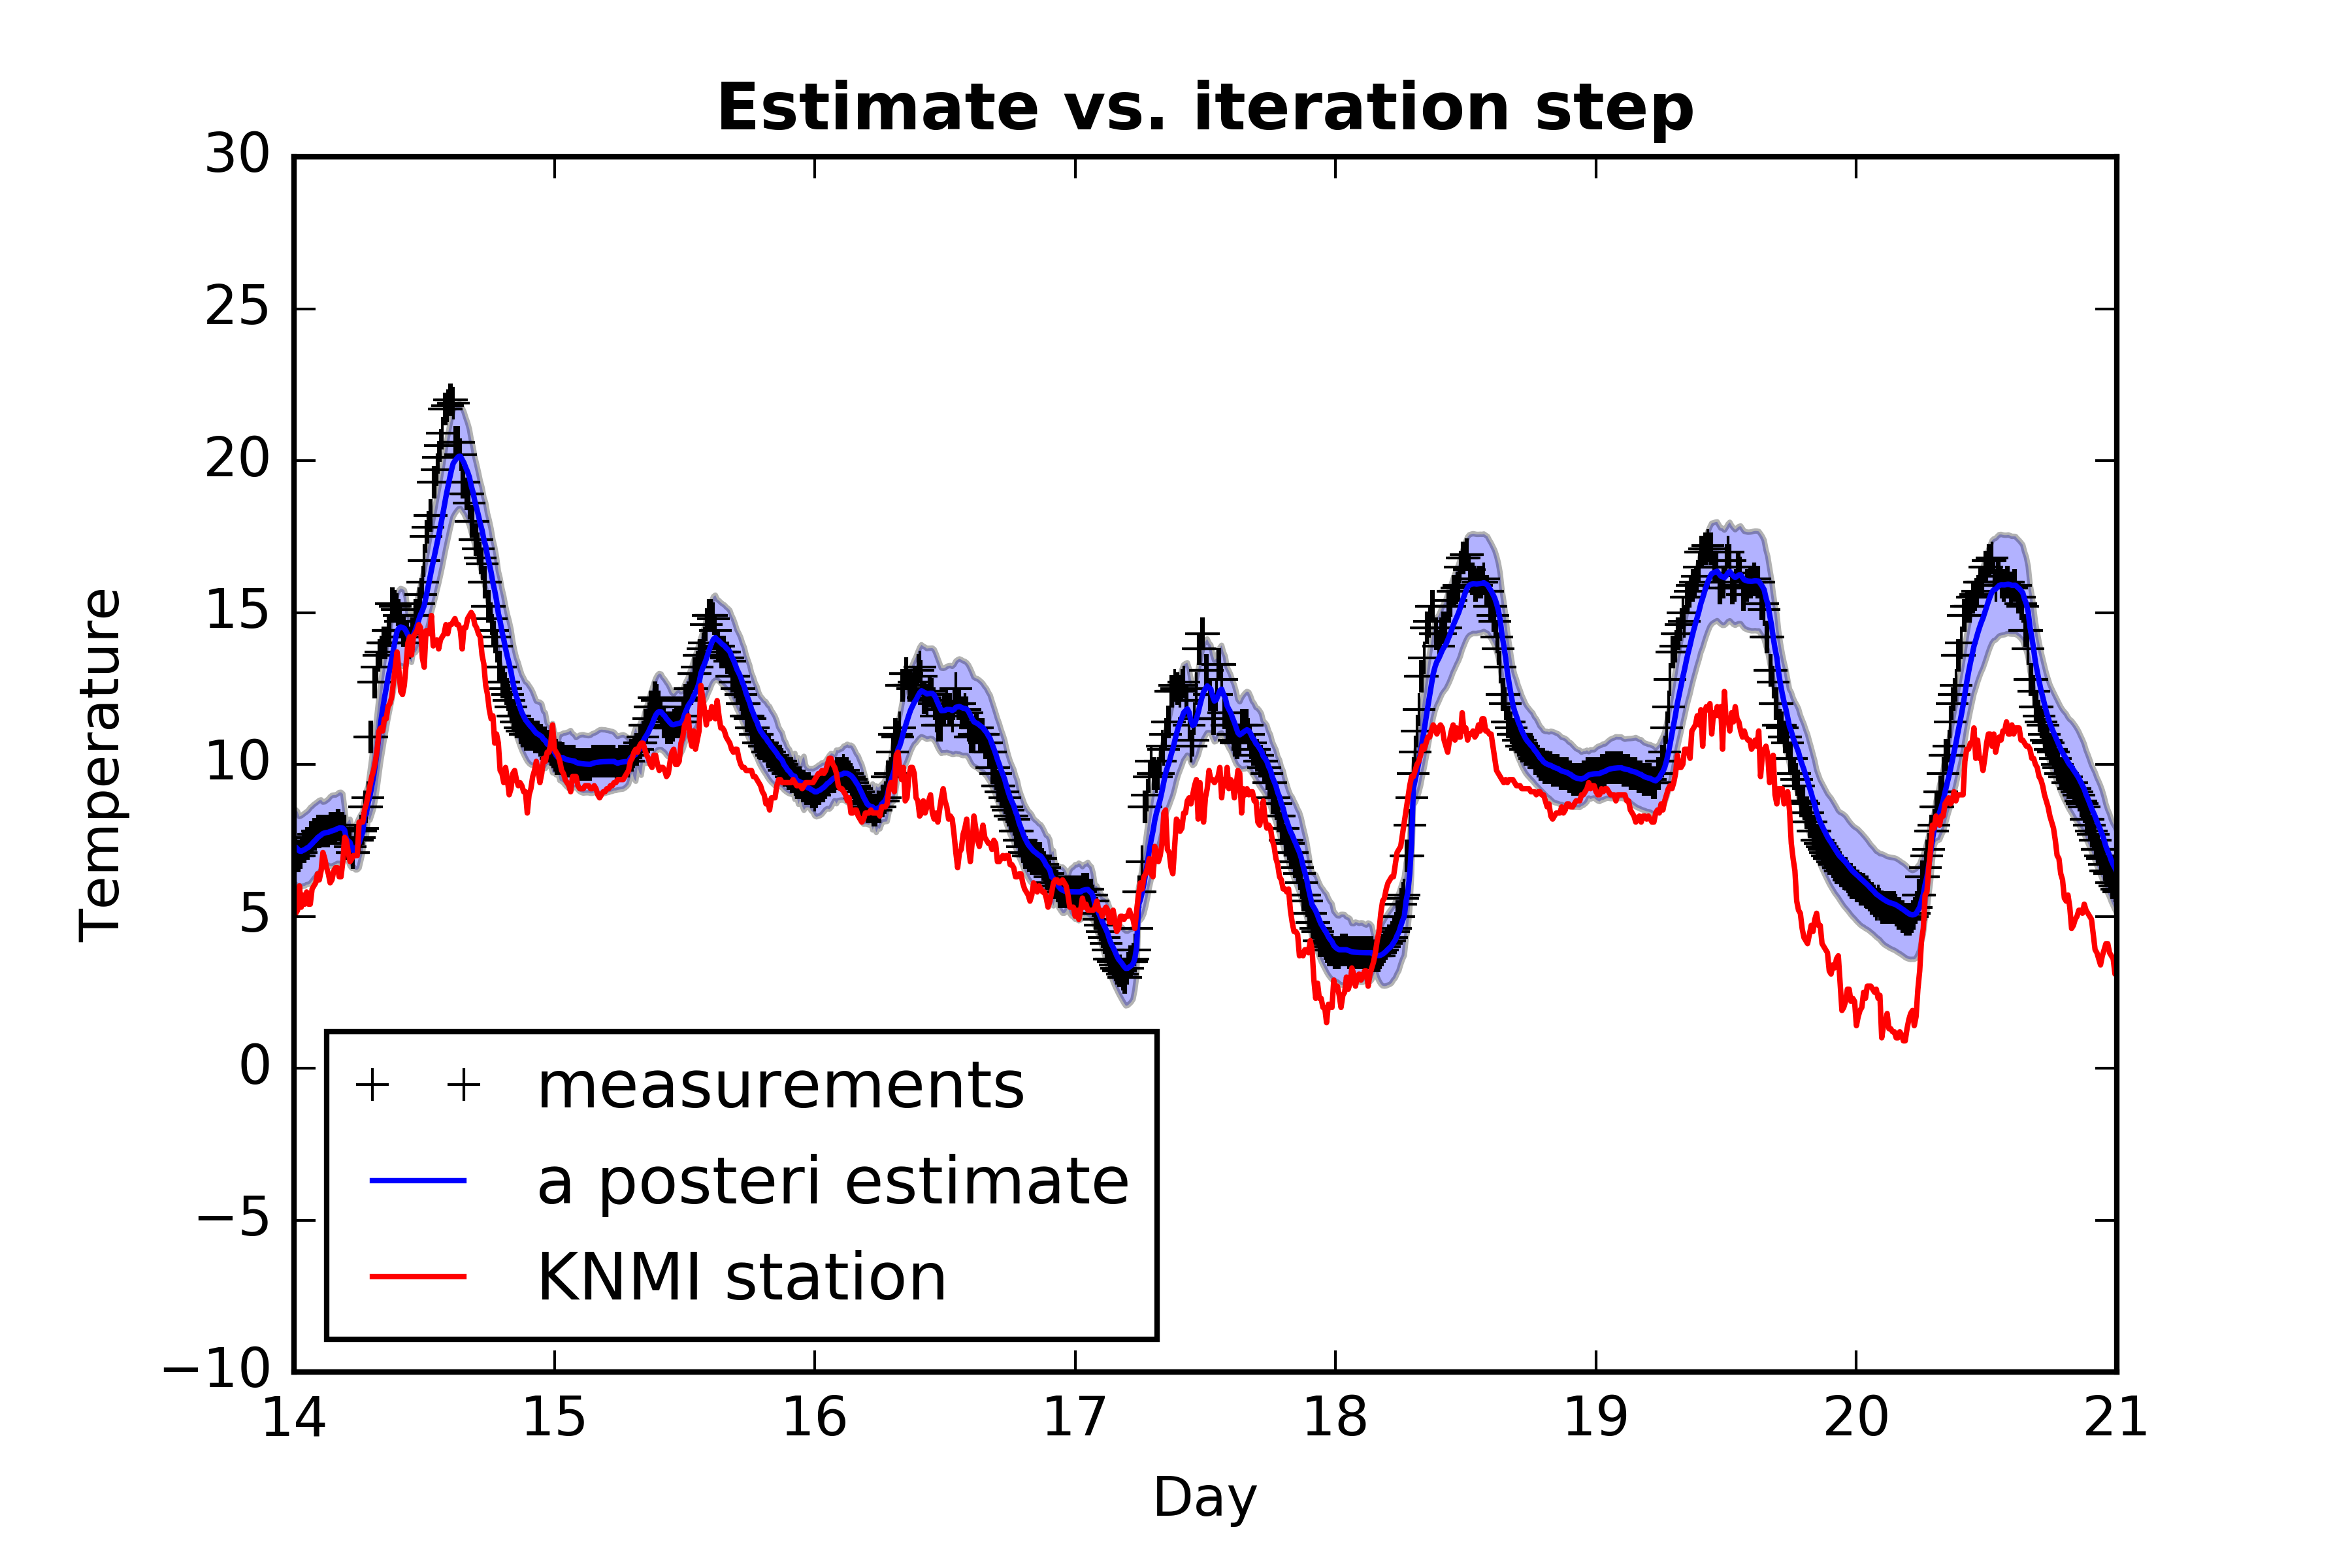 Estimate vs. iteration step
30
25
20
15
10
5
0
−5
−10
Temperature
measurements
a posteri estimate
KNMI station
14 15 16 17 18 19 20 21
Day